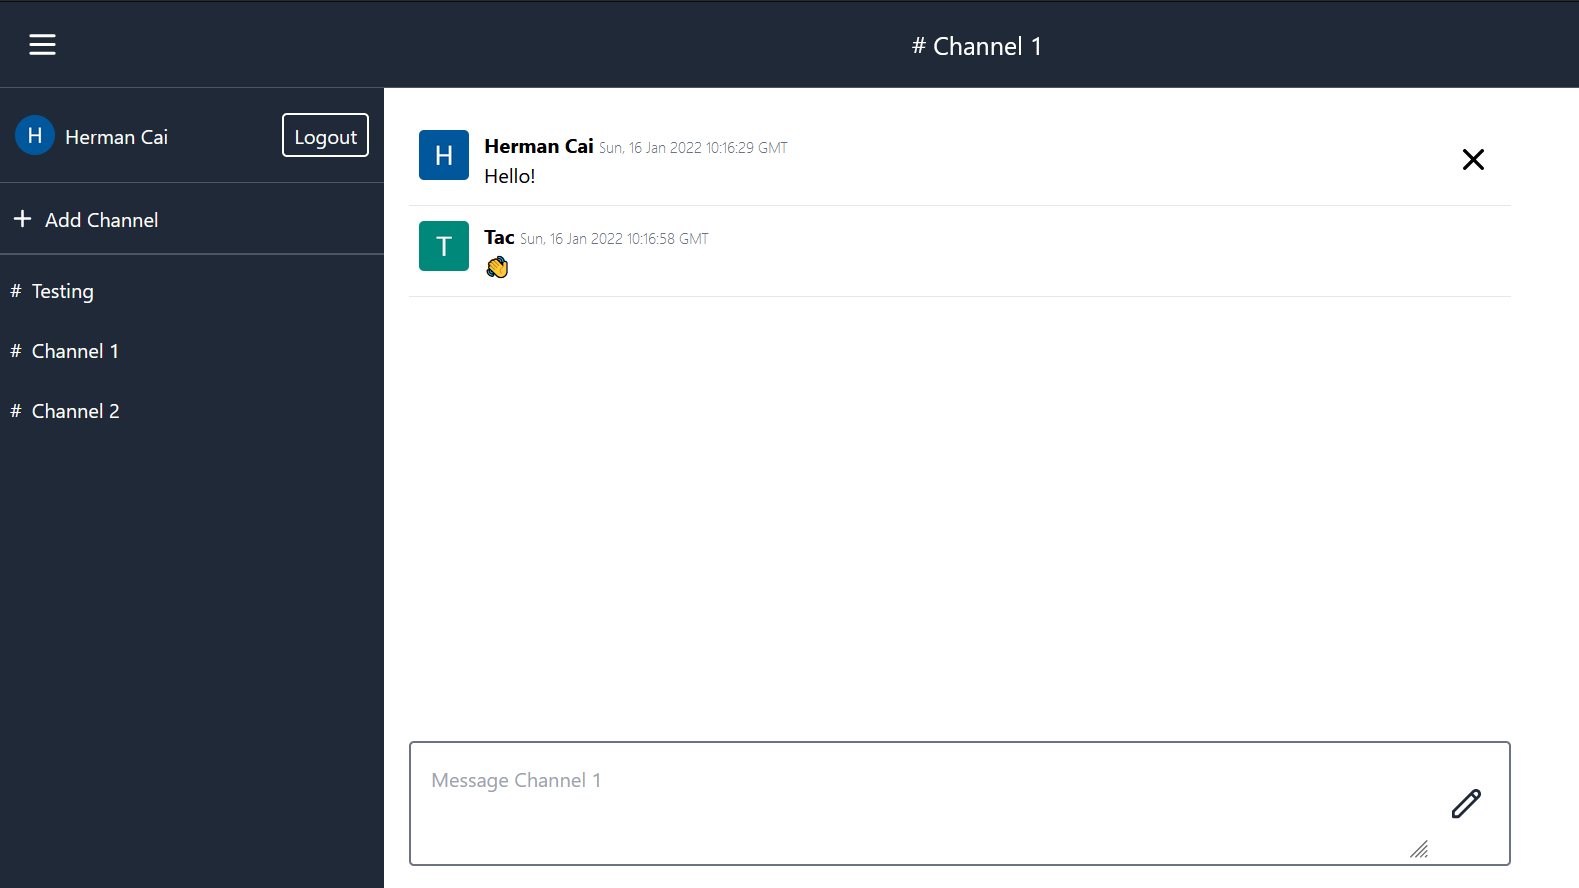 # Channel 1
H Herman Cai Logout
+ Add Channel
# Testing
# Channel 1
# Channel 2
H Herman Cai Sun, 16 Jan 2022 10:16:29 GMT
Hello!
T Tac Sun, 16 Jan 2022 10:16:58 GMT
👋
Message Channel 1